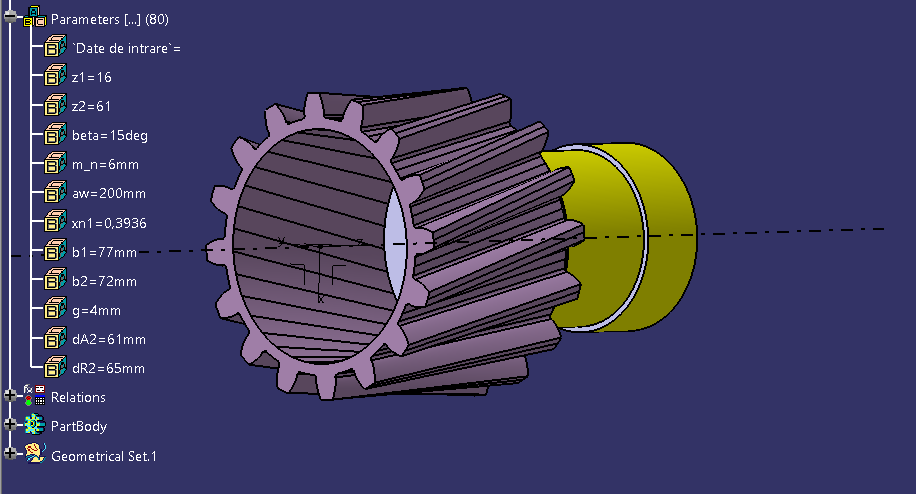 Parameters [...] (80)
`Date de intrare`=
z1=16
z2=61
beta=15deg
m_n=6mm
aw=200mm
xn1=0,3936
b1=77mm
b2=72mm
g=4mm
dA2=61mm
dR2=65mm
Relations
PartBody
Geometrical Set.1
y
z
x